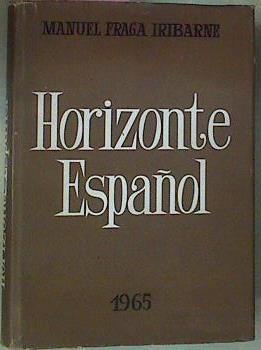 MANUEL FRAGA IRIBARNE
Horizonte
Español
1965